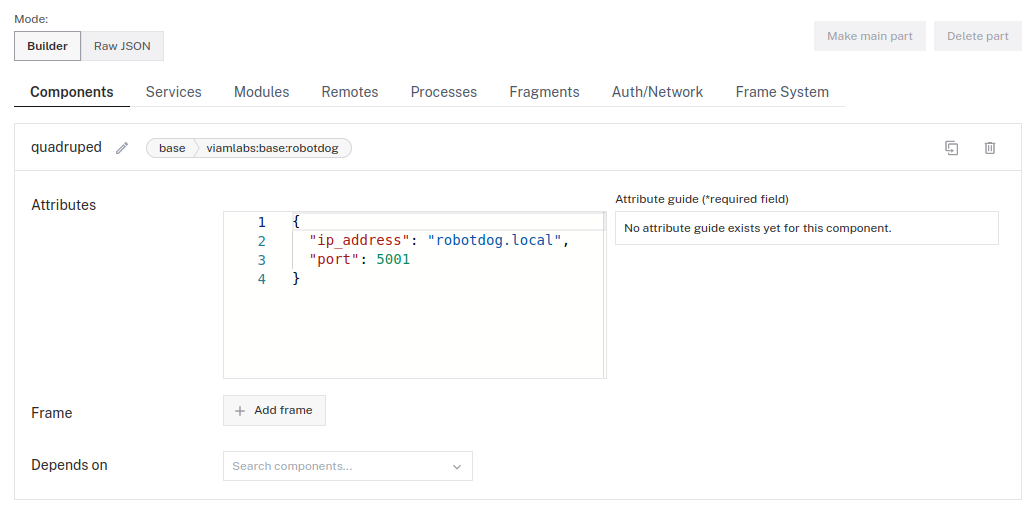 Mode:
Builder Raw JSON Make main part Delete part
Components Services Modules Remotes Processes Fragments Auth/Network Frame System
quadruped base viamlabs:base:robotdog
Attributes
1 {
2 "ip_address": "robotdog.local",
3 "port": 5001
4 }
Attribute guide (*required field)
No attribute guide exists yet for this component.
Frame + Add frame
Depends on Search components...